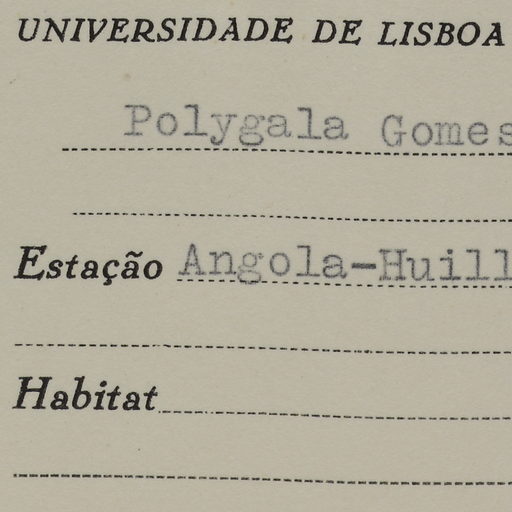 UNIVERSIDADE DE LISBOA
Polygala Gomes
Estação Angola-Huill
Habitat